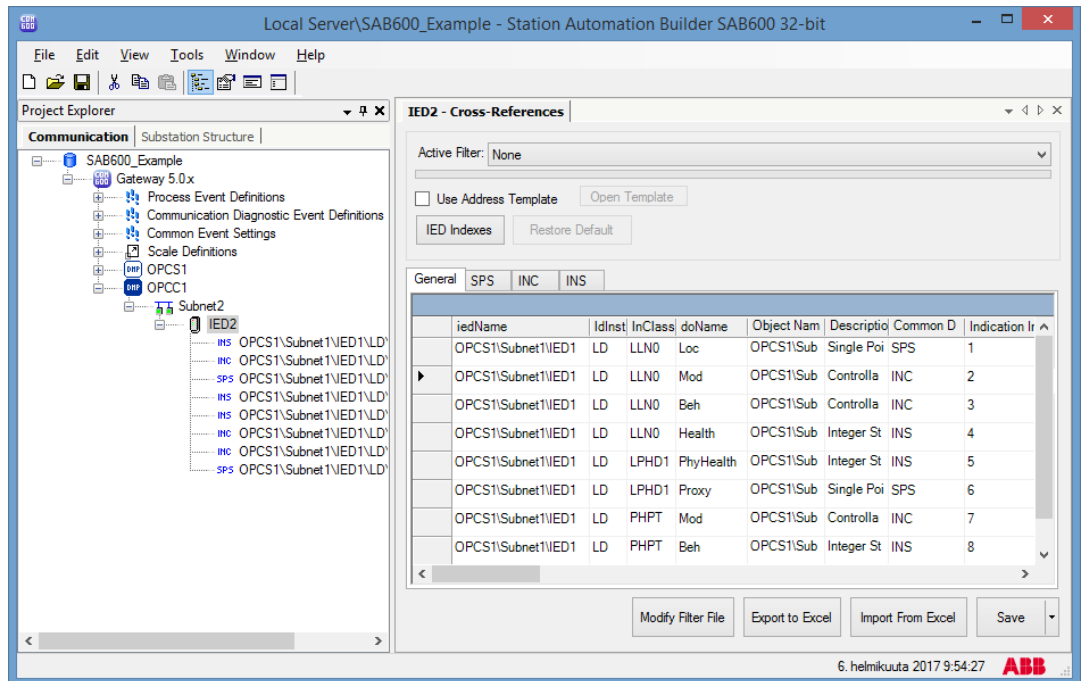 Local Server\SAB600_Example - Station Automation Builder SAB600 32-bit
File Edit View Tools Window Help
Project Explorer
Communication Substation Structure
SAB600_Example
Gateway 5.0.x
Process Event Definitions
Communication Diagnostic Event Definitions
Common Event Settings
Scale Definitions
OPCS1
OPCC1
Subnet2
IED2
INS OPCS1\Subnet1\IED1\LD\
INC OPCS1\Subnet1\IED1\LD\
SPS OPCS1\Subnet1\IED1\LD\
INS OPCS1\Subnet1\IED1\LD\
INS OPCS1\Subnet1\IED1\LD\
INC OPCS1\Subnet1\IED1\LD\
INC OPCS1\Subnet1\IED1\LD\
SPS OPCS1\Subnet1\IED1\LD\
IED2 - Cross-References
Active Filter: None
Use Address Template Open Template
IED Indexes Restore Default
General SPS INC INS
iedName IdInst InClass doName Object Nam Descriptio Common D Indication Ir
OPCS1\Subnet1\IED1 LD LLN0 Loc OPCS1\Sub Single Poi SPS 1
OPCS1\Subnet1\IED1 LD LLN0 Mod OPCS1\Sub Controlla INC 2
OPCS1\Subnet1\IED1 LD LLN0 Beh OPCS1\Sub Controlla INC 3
OPCS1\Subnet1\IED1 LD LLN0 Health OPCS1\Sub Integer St INS 4
OPCS1\Subnet1\IED1 LD LPHD1 PhyHealth OPCS1\Sub Integer St INS 5
OPCS1\Subnet1\IED1 LD LPHD1 Proxy OPCS1\Sub Single Poi SPS 6
OPCS1\Subnet1\IED1 LD PHPT Mod OPCS1\Sub Controlla INC 7
OPCS1\Subnet1\IED1 LD PHPT Beh OPCS1\Sub Integer St INS 8
Modify Filter File Export to Excel Import From Excel Save
6. helmikuuta 2017 9:54:27 ABB